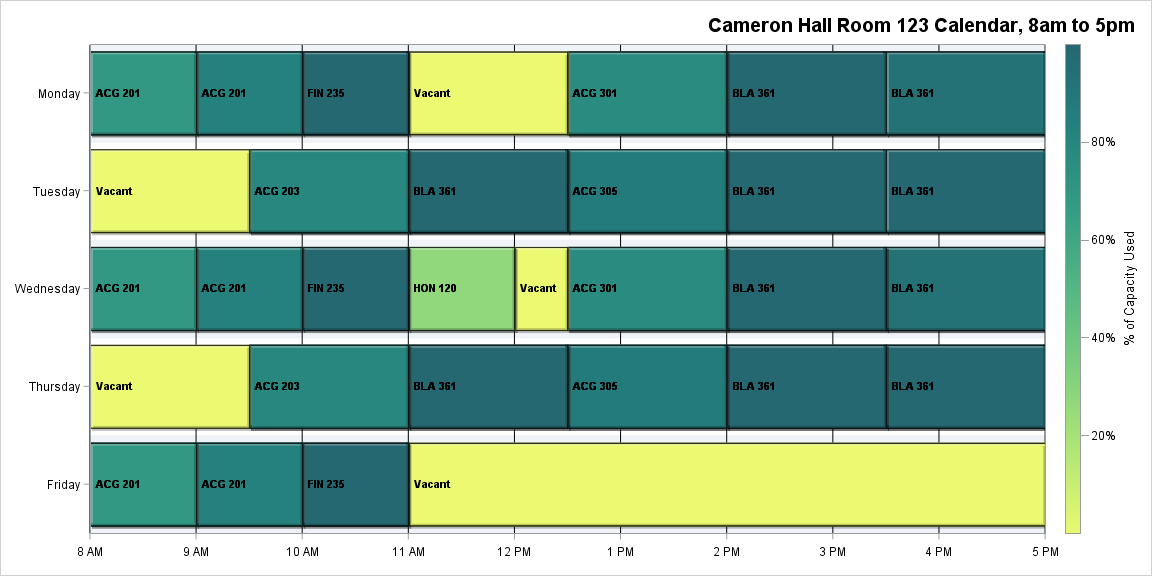 Cameron Hall Room 123 Calendar, 8am to 5pm
Monday ACG 201 ACG 201 FIN 235 Vacant ACG 301 BLA 361 BLA 361
Tuesday Vacant ACG 203 BLA 361 ACG 305 BLA 361 BLA 361
Wednesday ACG 201 ACG 201 FIN 235 HON 120 Vacant ACG 301 BLA 361 BLA 361
Thursday Vacant ACG 203 BLA 361 ACG 305 BLA 361 BLA 361
Friday ACG 201 ACG 201 FIN 235 Vacant
8 AM 9 AM 10 AM 11 AM 12 PM 1 PM 2 PM 3 PM 4 PM 5 PM
80%
60%
40%
20%
% of Capacity Used